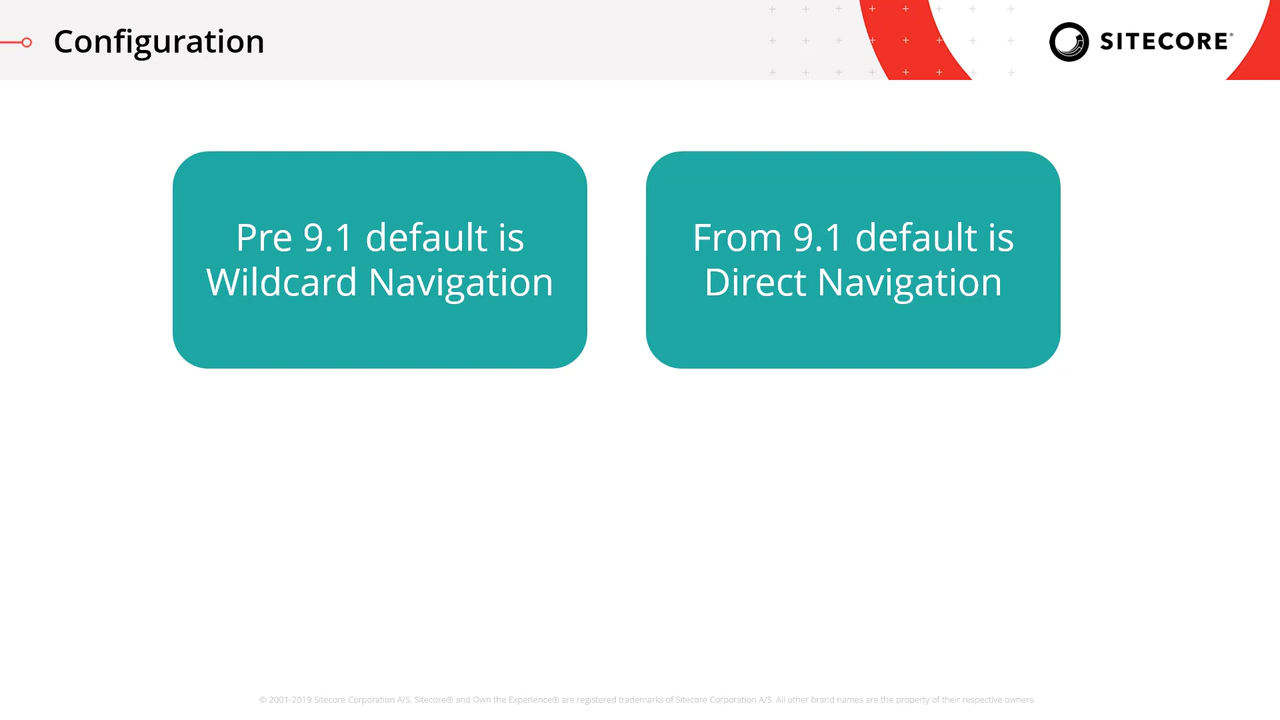 Configuration
SITECORE®
Pre 9.1 default is
Wildcard Navigation
From 9.1 default is
Direct Navigation
© 2001-2019 Sitecore Corporation A/S. Sitecore® and Own the Experience® are registered trademarks of Sitecore Corporation A/S. All other brand names are the property of their respective owners.